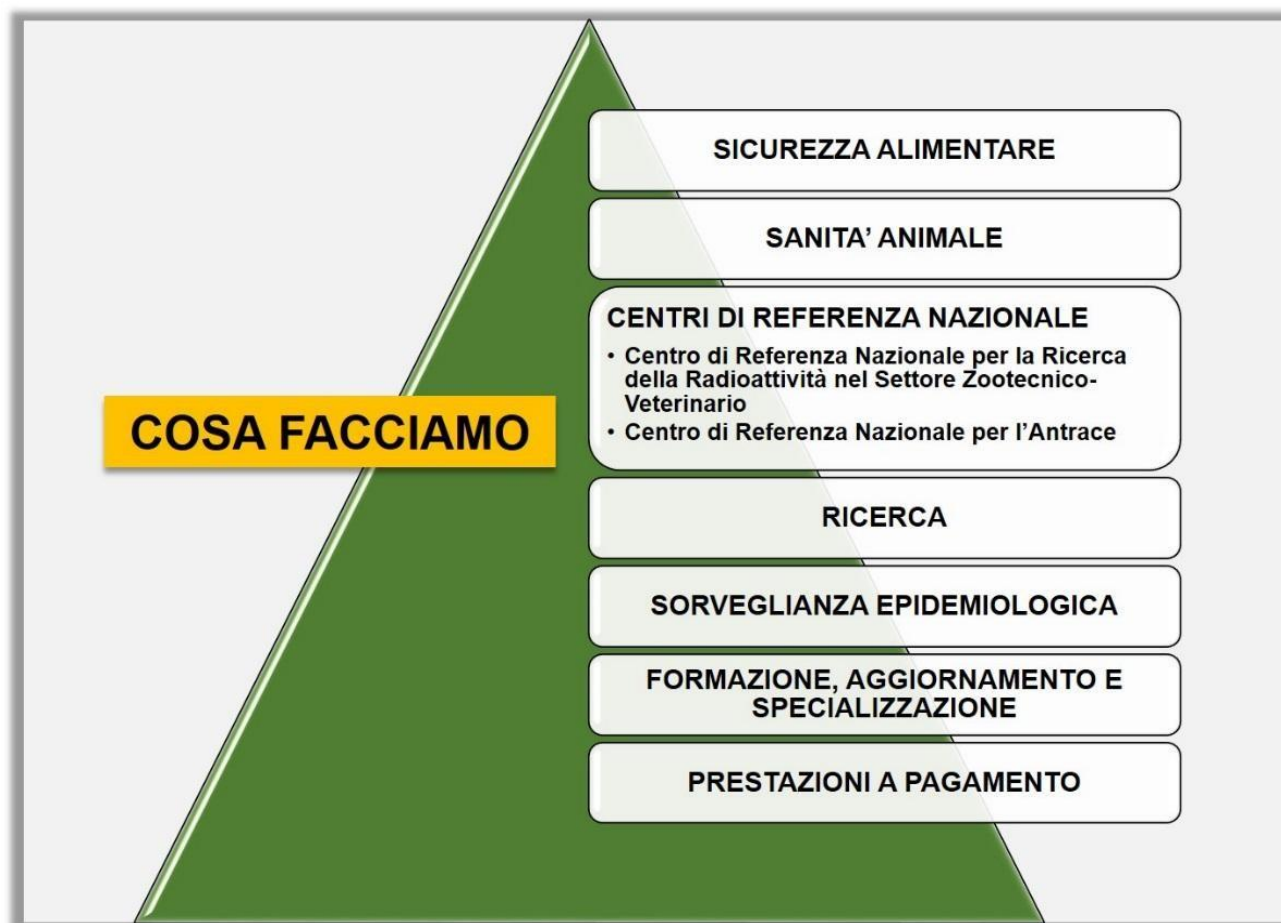 SICUREZZA ALIMENTARE
SANITA’ ANIMALE
CENTRI DI REFERENZA NAZIONALE
• Centro di Referenza Nazionale per la Ricerca
della Radioattività nel Settore Zootecnico-
Veterinario
• Centro di Referenza Nazionale per l’Antrace
COSA FACCIAMO
RICERCA
SORVEGLIANZA EPIDEMIOLOGICA
FORMAZIONE, AGGIORNAMENTO E
SPECIALIZZAZIONE
PRESTAZIONI A PAGAMENTO